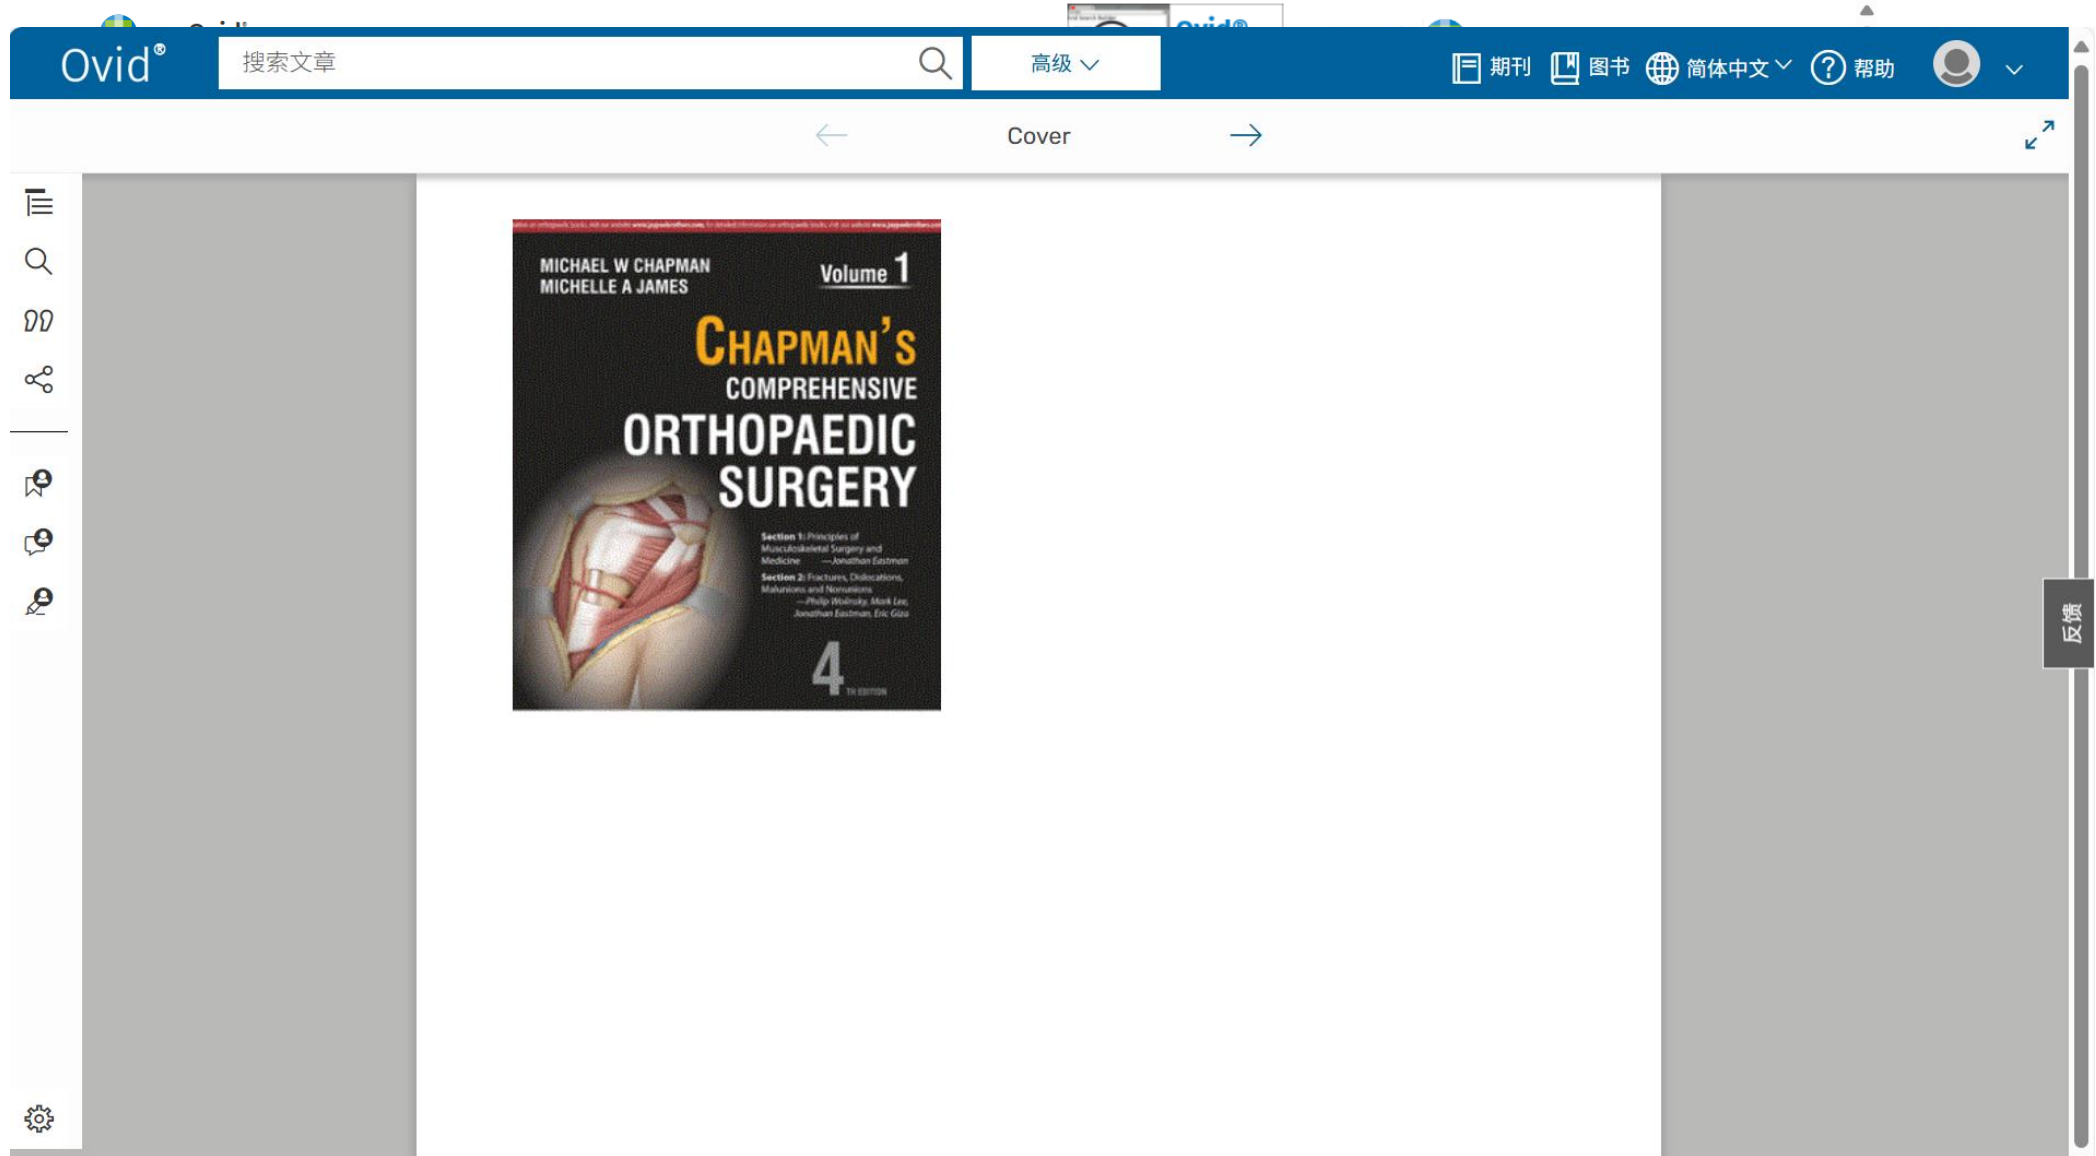 Ovid®
搜索文章
高级
期刊
图书
简体中文
帮助
Cover
MICHAEL W CHAPMAN
MICHELLE A JAMES
Volume 1
CHAPMAN'S
COMPREHENSIVE
ORTHOPAEDIC
SURGERY
Section 1: Principles of
Musculoskeletal Surgery and
Medicine —Jonathan Eastman
Section 2: Fractures, Dislocations,
Malunions and Nonunions
—Philip Wolinsky, Mark Lee,
Jonathan Eastman, Eric Giza
4
TH EDITION
反馈